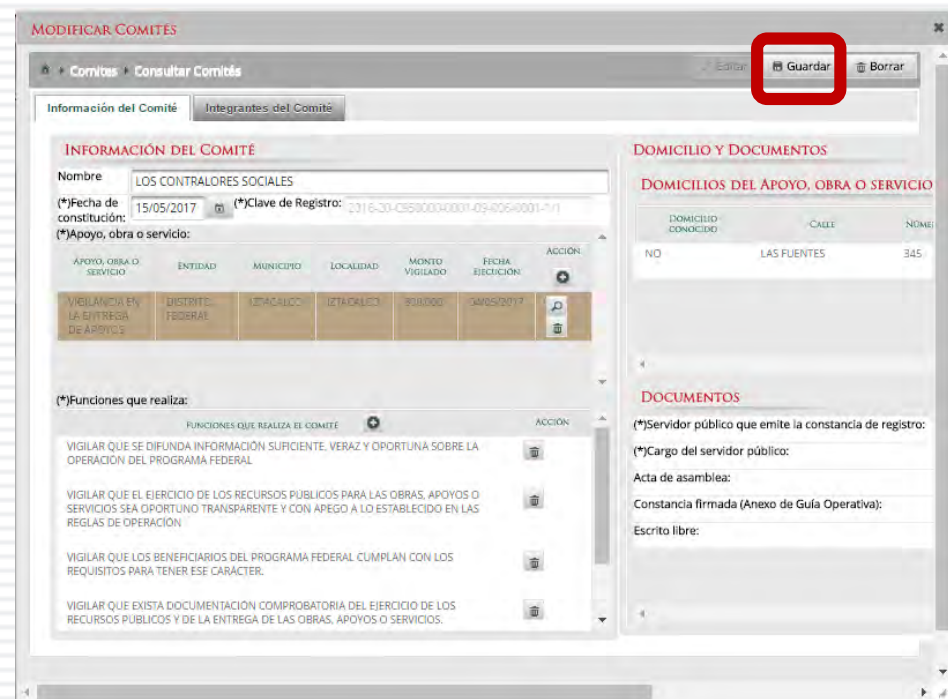 MODIFICAR COMITÉS
Comites Consultar Comités
Editar Guardar Borrar
Información del Comité Integrantes del Comité
INFORMACIÓN DEL COMITÉ
Nombre LOS CONTRALORES SOCIALES
(*)Fecha de constitución: 15/05/2017 (*)Clave de Registro:
(*)Apoyo, obra o servicio:
APOYO, OBRA O SERVICIO ENTIDAD MUNICIPIO LOCALIDAD MONTO VIGILADO FECHA EJECUCIÓN ACCIÓN
VIGILANCIA EN LA ENTREGA DE APOYOS DISTRITO FEDERAL IZTACALCO IZTACALCO 04/05/2017
(*)Funciones que realiza:
FUNCIONES QUE REALIZA EL COMITÉ ACCIÓN
VIGILAR QUE SE DIFUNDA INFORMACIÓN SUFICIENTE, VERAZ Y OPORTUNA SOBRE LA
OPERACIÓN DEL PROGRAMA FEDERAL
VIGILAR QUE EL EJERCICIO DE LOS RECURSOS PÚBLICOS PARA LAS OBRAS, APOYOS O
SERVICIOS SEA OPORTUNO TRANSPARENTE Y CON APEGO A LO ESTABLECIDO EN LAS
REGLAS DE OPERACIÓN
VIGILAR QUE LOS BENEFICIARIOS DEL PROGRAMA FEDERAL CUMPLAN CON LOS
REQUISITOS PARA TENER ESE CARÁCTER.
VIGILAR QUE EXISTA DOCUMENTACIÓN COMPROBATORIA DEL EJERCICIO DE LOS
RECURSOS PUBLICOS Y DE LA ENTREGA DE LAS OBRAS, APOYOS O SERVICIOS.
DOMICILIO Y DOCUMENTOS
DOMICILIOS DEL APOYO, OBRA O SERVICIO
DOMICILIO CONOCIDO CALLE NÚME
NO LAS FUENTES 345
DOCUMENTOS
(*)Servidor público que emite la constancia de registro:
(*)Cargo del servidor público:
Acta de asamblea:
Constancia firmada (Anexo de Guía Operativa):
Escrito libre: